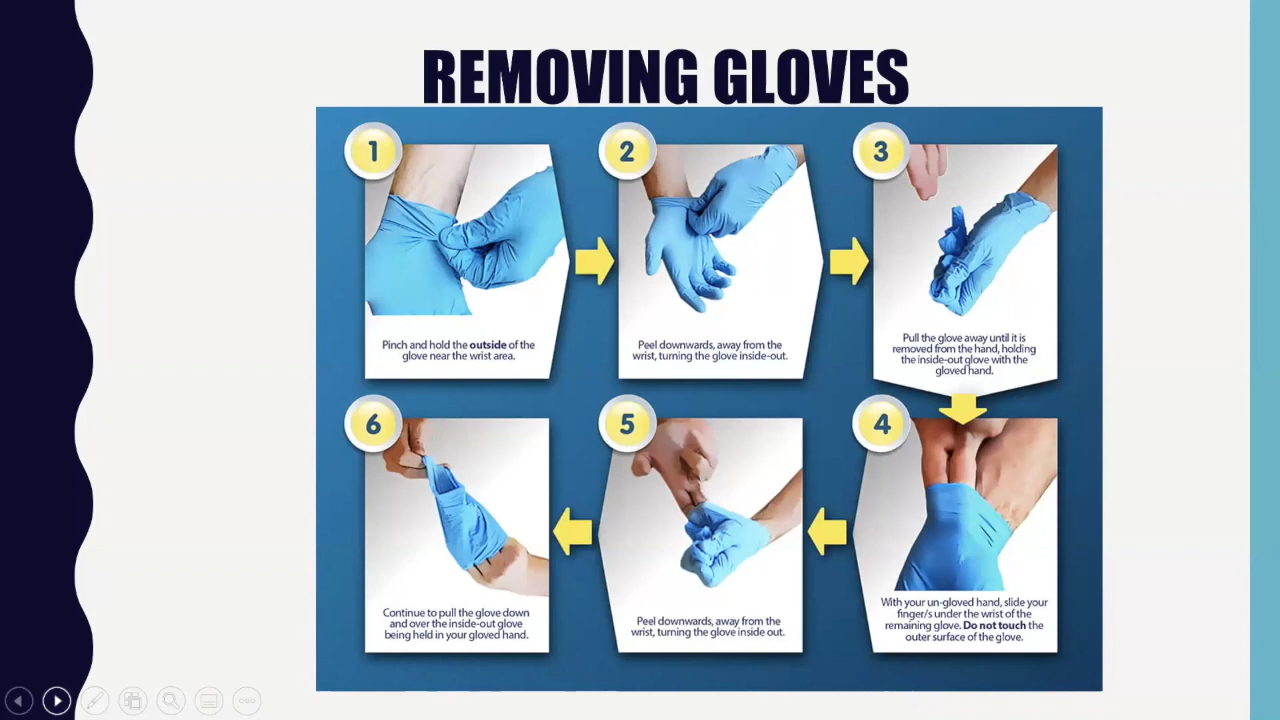 REMOVING GLOVES
1
Pinch and hold the outside of the
glove near the wrist area.
2
Peel downwards, away from the
wrist, turning the glove inside-out.
3
Pull the glove away until it is
removed from the hand, holding
the inside-out glove with the
gloved hand.
4
With your un-gloved hand, slide your
finger/s under the wrist of the
remaining glove. Do not touch the
outer surface of the glove.
5
Peel downwards, away from the
wrist, turning the glove inside out.
6
Continue to pull the glove down
and over the inside-out glove
being held in your gloved hand.